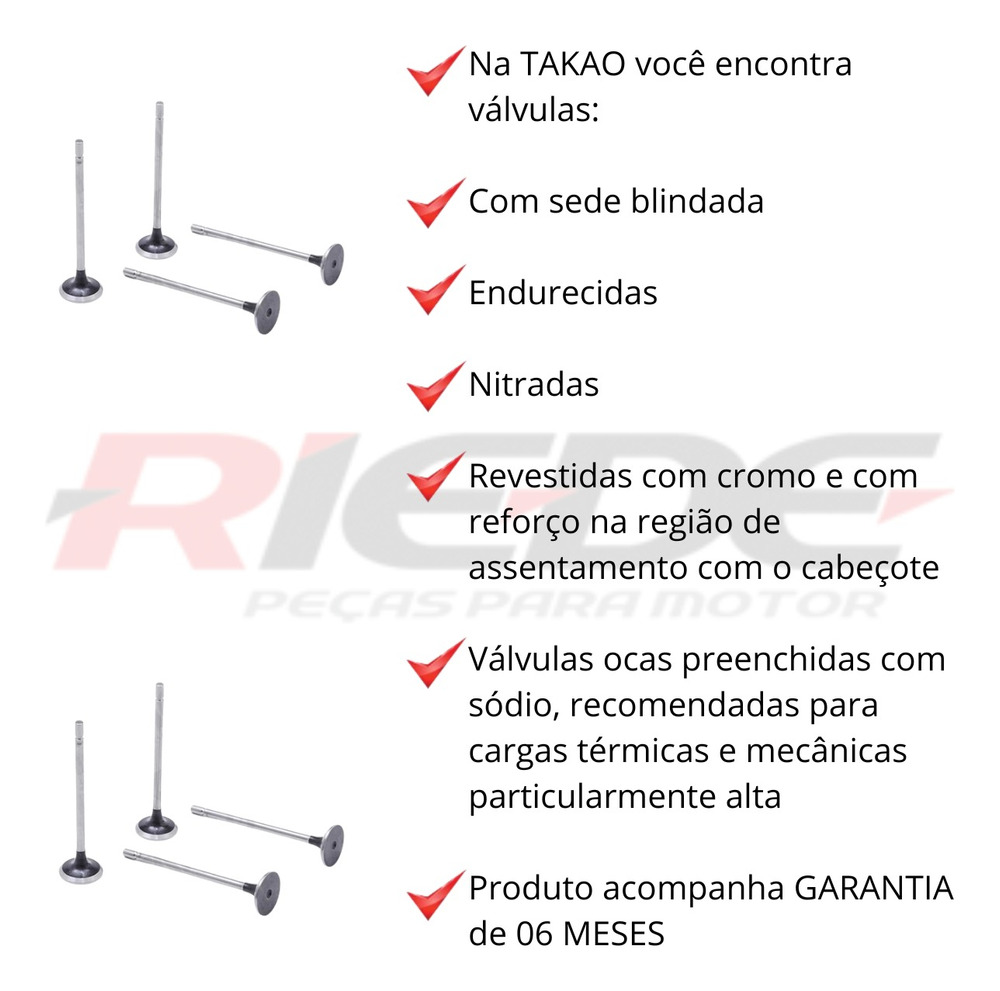 Na TAKAO você encontra
válvulas:
Com sede blindada
Endurecidas
Nitradas
Revestidas com cromo e com
reforço na região de
assentamento com o cabeçote
RIEDE
PEÇAS PARA MOTOR
Válvulas ocas preenchidas com
sódio, recomendadas para
cargas térmicas e mecânicas
particularmente alta
Produto acompanha GARANTIA
de 06 MESES